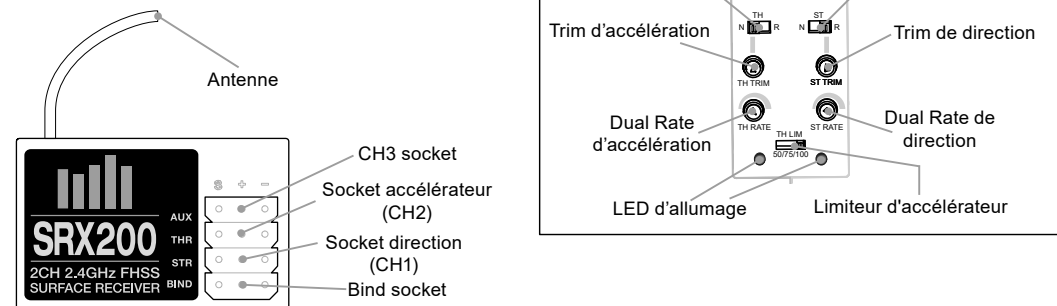 Antenne
S + -
AUX
THR
STR
BIND
SRX200
2CH 2.4GHz FHSS
SURFACE RECEIVER
CH3 socket
Socket accélérateur
(CH2)
Socket direction
(CH1)
Bind socket
TH
ST
N R
N R
Trim d'accélération
Trim de direction
TH TRIM
ST TRIM
Dual Rate
d'accélération
TH RATE
ST RATE
Dual Rate de
direction
TH LIM
50/75/100
LED d'allumage
Limiteur d'accélérateur